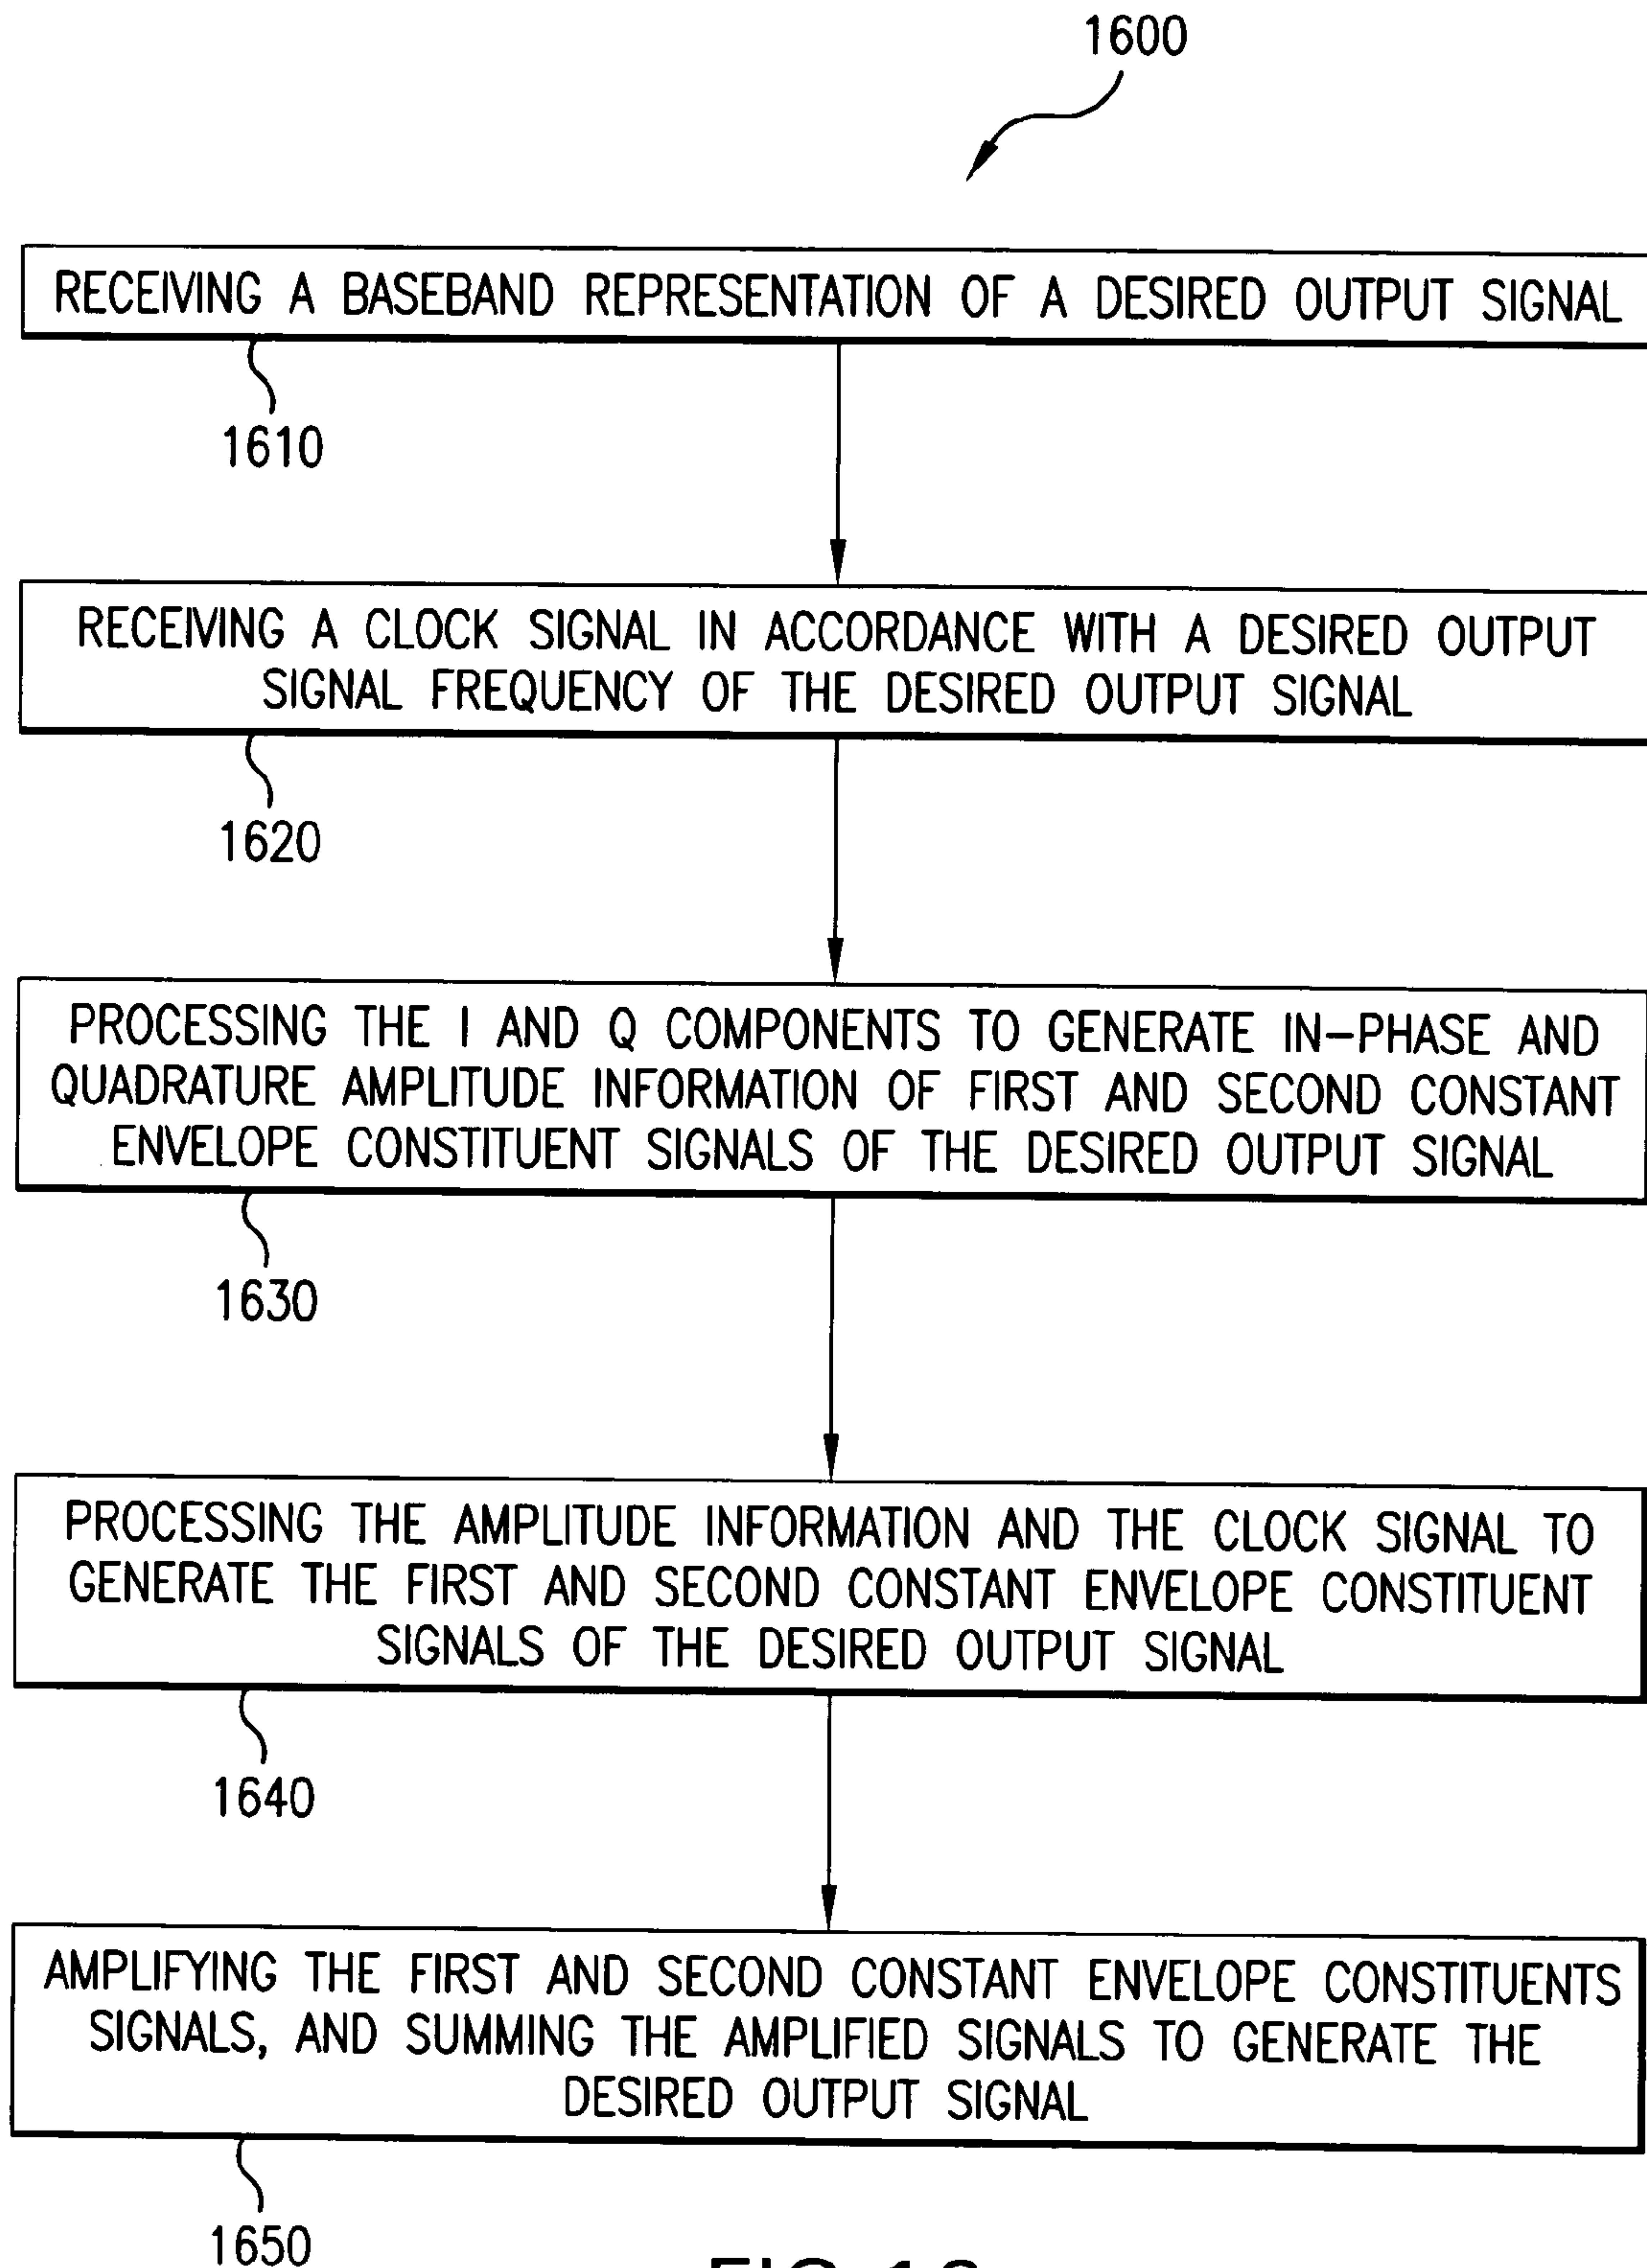 1600
RECEIVING A BASEBAND REPRESENTATION OF A DESIRED OUTPUT SIGNAL
1610
RECEIVING A CLOCK SIGNAL IN ACCORDANCE WITH A DESIRED OUTPUT
SIGNAL FREQUENCY OF THE DESIRED OUTPUT SIGNAL
1620
PROCESSING THE I AND Q COMPONENTS TO GENERATE IN-PHASE AND
QUADRATURE AMPLITUDE INFORMATION OF FIRST AND SECOND CONSTANT
ENVELOPE CONSTITUENT SIGNALS OF THE DESIRED OUTPUT SIGNAL
1630
PROCESSING THE AMPLITUDE INFORMATION AND THE CLOCK SIGNAL TO
GENERATE THE FIRST AND SECOND CONSTANT ENVELOPE CONSTITUENT
SIGNALS OF THE DESIRED OUTPUT SIGNAL
1640
AMPLIFYING THE FIRST AND SECOND CONSTANT ENVELOPE CONSTITUENTS
SIGNALS, AND SUMMING THE AMPLIFIED SIGNALS TO GENERATE THE
DESIRED OUTPUT SIGNAL
1650